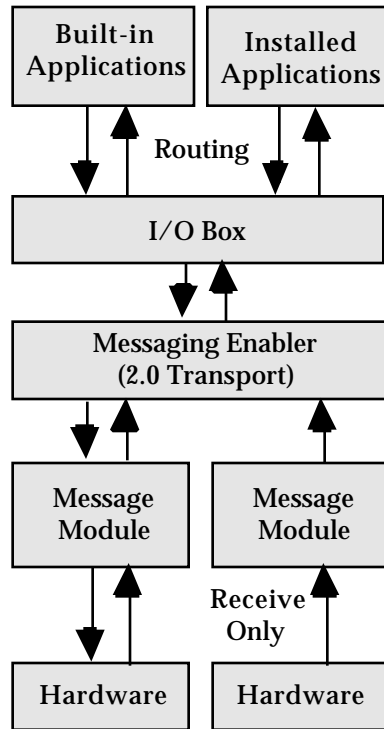 Built-in
Applications
Installed
Applications
Routing
I/O Box
Messaging Enabler
(2.0 Transport)
Message
Module
Message
Module
Receive
Only
Hardware
Hardware